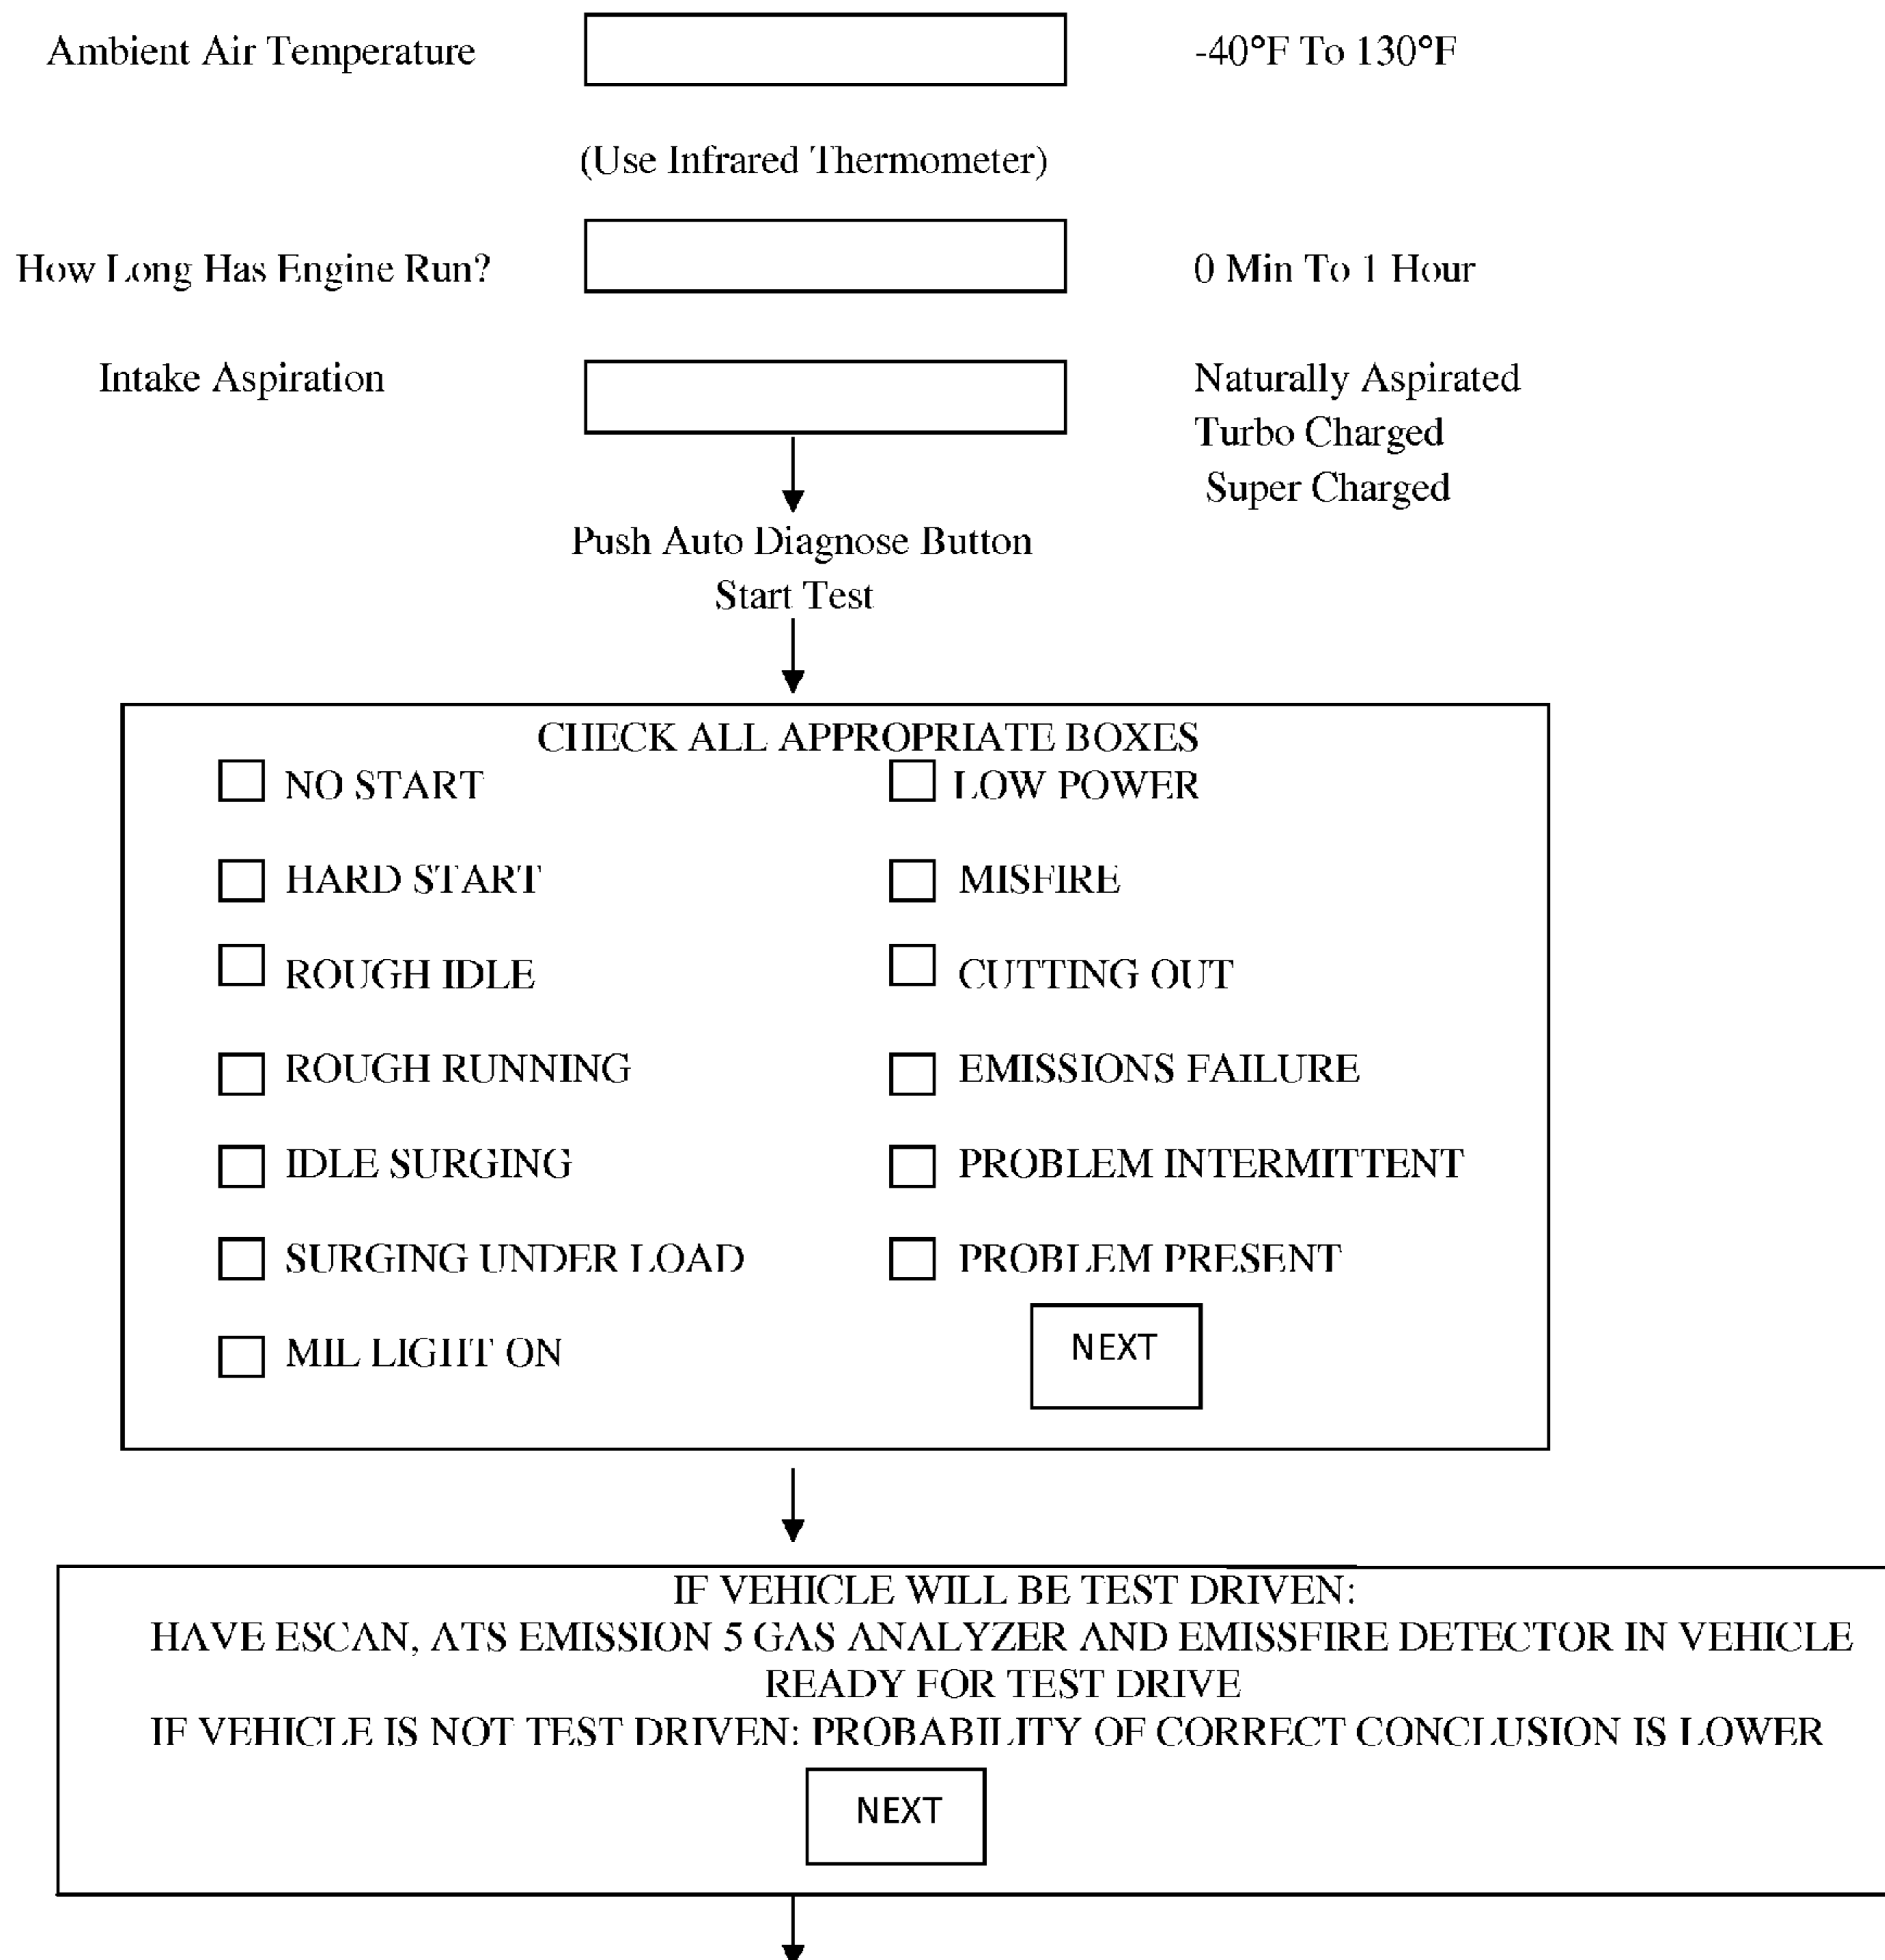 Ambient Air Temperature -40°F To 130°F
(Use Infrared Thermometer)
How Long Has Engine Run? 0 Min To 1 Hour
Intake Aspiration Naturally Aspirated
Turbo Charged
Super Charged
Push Auto Diagnose Button
Start Test
CHECK ALL APPROPRIATE BOXES
NO START LOW POWER
HARD START MISFIRE
ROUGH IDLE CUTTING OUT
ROUGH RUNNING EMISSIONS FAILURE
IDLE SURGING PROBLEM INTERMITTENT
SURGING UNDER LOAD PROBLEM PRESENT
MIL LIGHT ON NEXT
IF VEHICLE WILL BE TEST DRIVEN:
HAVE ESCAN, ATS EMISSION 5 GAS ANALYZER AND EMISSFIRE DETECTOR IN VEHICLE
READY FOR TEST DRIVE
IF VEHICLE IS NOT TEST DRIVEN: PROBABILITY OF CORRECT CONCLUSION IS LOWER
NEXT